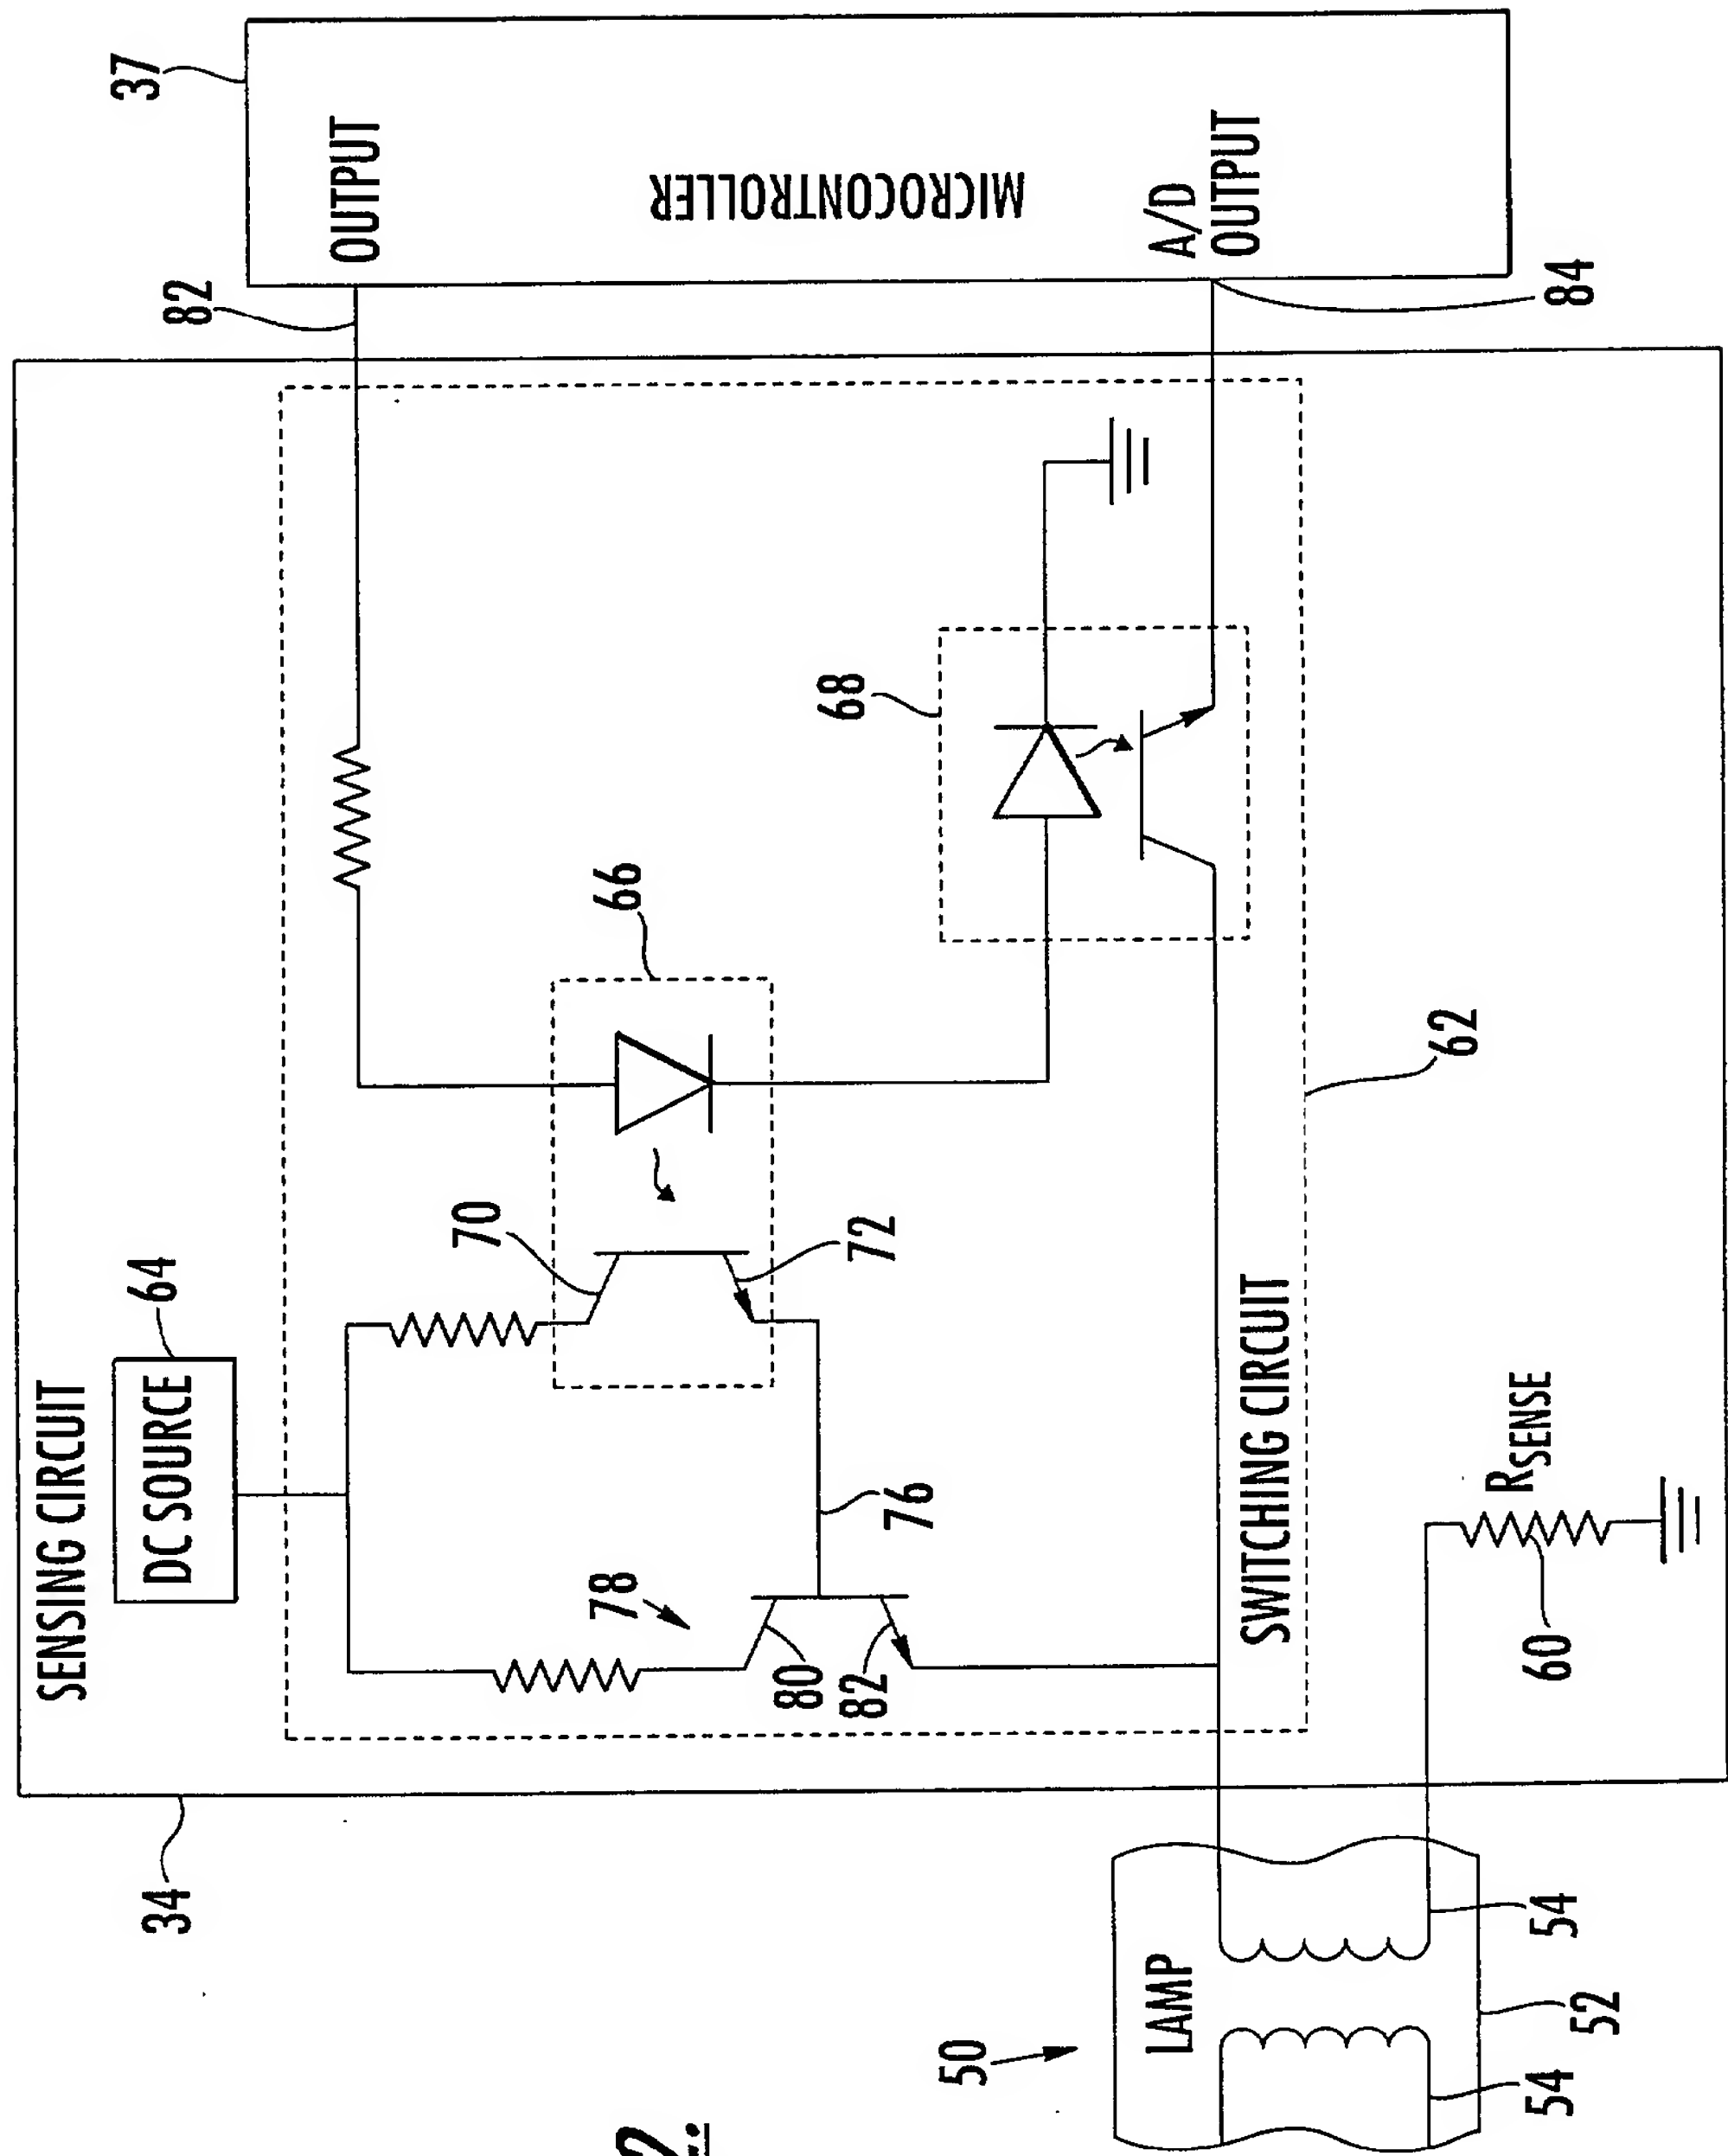 SENSING CIRCUIT
34
DC SOURCE
64
78
80
82
76
70
72
66
68
SWITCHING CIRCUIT
62
RSENSE
60
82
37
OUTPUT
MICROCONTROLLER
A/D
OUTPUT
84
50
LAMP
54
54
52
2.